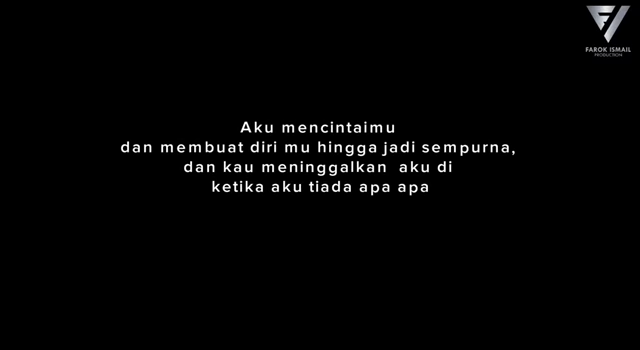 FAROK ISMAIL
PRODUCTION
Aku mencintaimu
dan membuat diri mu hingga jadi sempurna,
dan kau meninggalkan aku di
ketika aku tiada apa apa